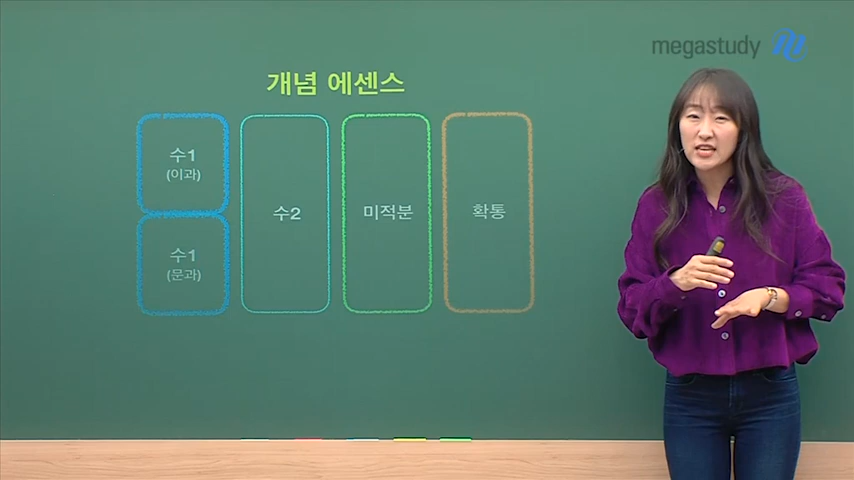 megastudy m
개념 에센스
수1
(이과)
수1
(문과)
수2
미적분
확통